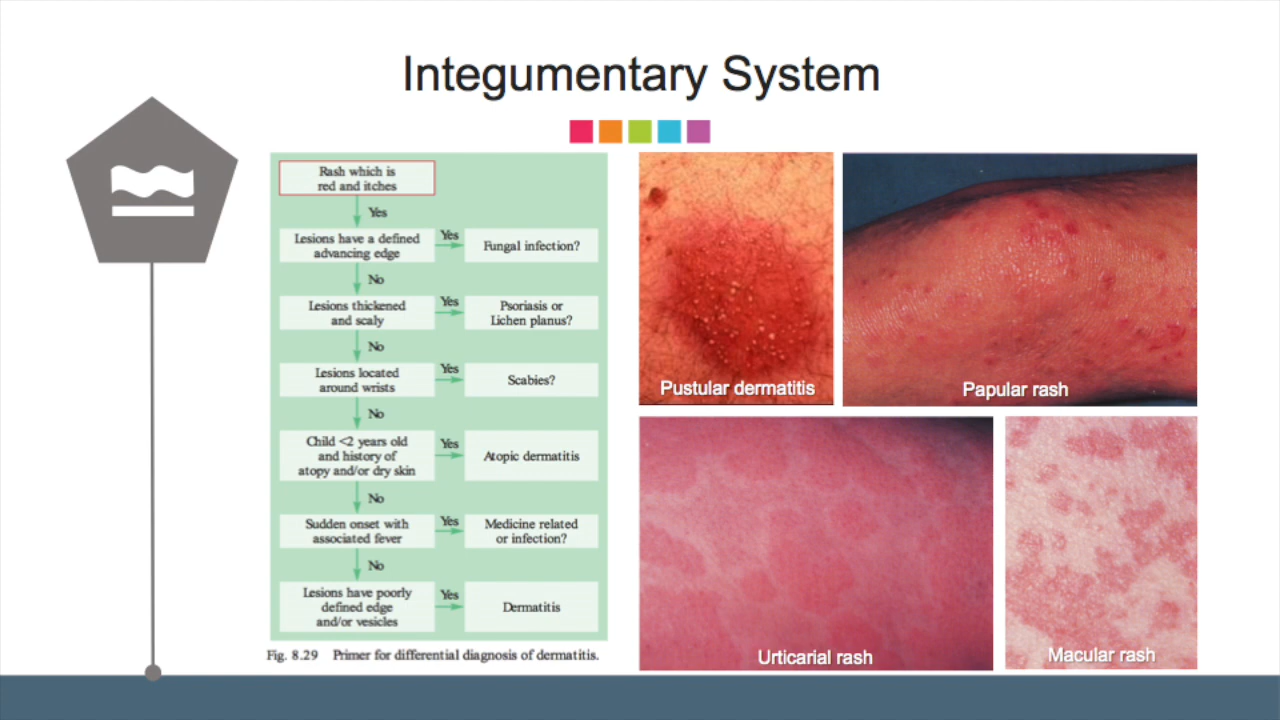 Integumentary System
Rash which is
red and itches
Yes
Lesions have a defined
advancing edge
Yes
Fungal infection?
No
Lesions thickened
and scaly
Yes
Psoriasis or
Lichen planus?
No
Lesions located
around wrists
Yes
Scabies?
No
Child <2 years old
and history of
atopy and/or dry skin
Yes
Atopic dermatitis
No
Sudden onset with
associated fever
Yes
Medicine related
or infection?
No
Lesions have poorly
defined edge
and/or vesicles
Yes
Dermatitis
Fig. 8.29 Primer for differential diagnosis of dermatitis.
Pustular dermatitis
Papular rash
Urticarial rash
Macular rash